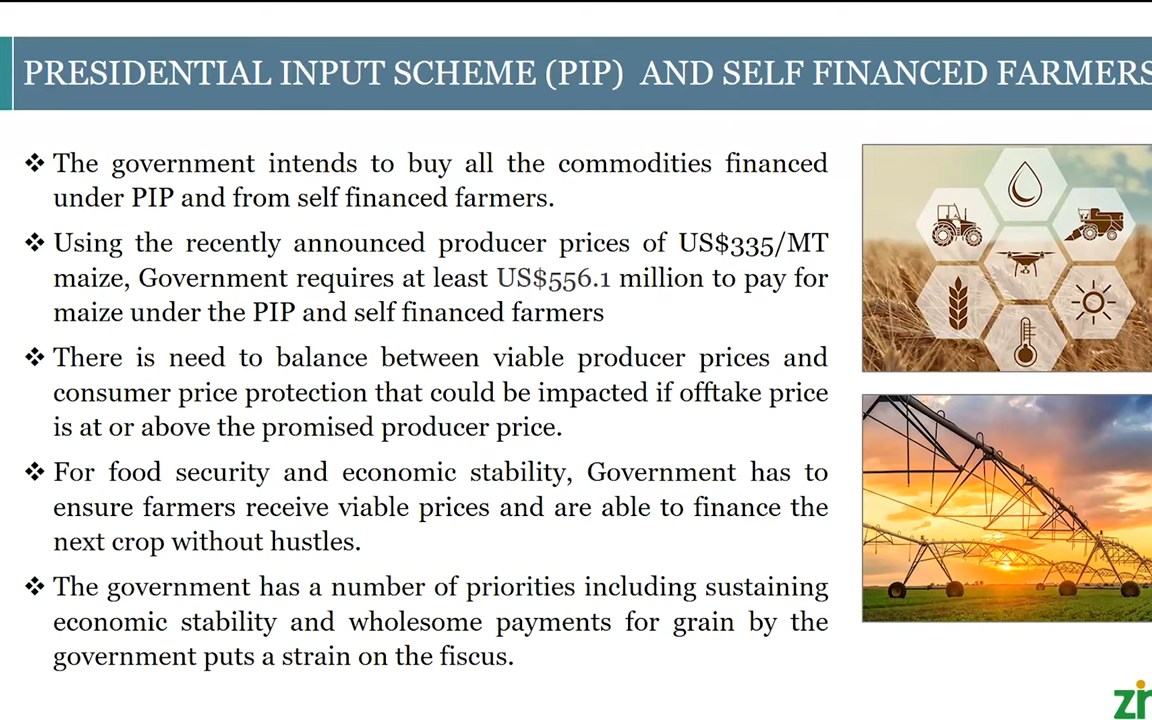 PRESIDENTIAL INPUT SCHEME (PIP) AND SELF FINANCED FARMERS
❖ The government intends to buy all the commodities financed
under PIP and from self financed farmers.
❖ Using the recently announced producer prices of US$335/MT
maize, Government requires at least US$556.1 million to pay for
maize under the PIP and self financed farmers
❖ There is need to balance between viable producer prices and
consumer price protection that could be impacted if offtake price
is at or above the promised producer price.
❖ For food security and economic stability, Government has to
ensure farmers receive viable prices and are able to finance the
next crop without hustles.
❖ The government has a number of priorities including sustaining
economic stability and wholesome payments for grain by the
government puts a strain on the fiscus.